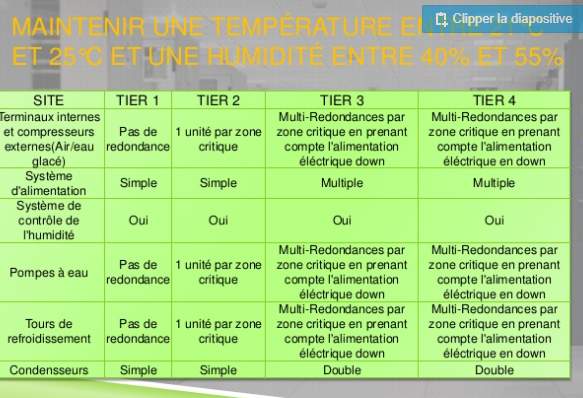 Clipper la diapositive
MAINTENIR UNE TEMPÉRATURE ENTRE 21°C
ET 25°C ET UNE HUMIDITÉ ENTRE 40% ET 55%
SITE TIER 1 TIER 2 TIER 3 TIER 4
Terminaux internes
et compresseurs
externes(Air/eau
glacé)
Pas de
redondance
1 unité par zone
critique
Multi-Redondances par
zone critique en prenant
compte l'alimentation
éléctrique down
Multi-Redondances par
zone critique en prenant
compte l'alimentation
éléctrique en down
Système
d'alimentation
Simple
Simple
Multiple
Multiple
Système de
contrôle de
l'humidité
Oui
Oui
Oui
Oui
Pompes à eau
Pas de
redondance
1 unité par zone
critique
Multi-Redondances par
zone critique en prenant
compte l'alimentation
éléctrique down
Multi-Redondances par
zone critique en prenant
compte l'alimentation
éléctrique en down
Tours de
refroidissement
Pas de
redondance
1 unité par zone
critique
Multi-Redondances par
zone critique en prenant
compte l'alimentation
éléctrique down
Multi-Redondances par
zone critique en prenant
compte l'alimentation
éléctrique en down
Condensseurs
Simple
Simple
Double
Double